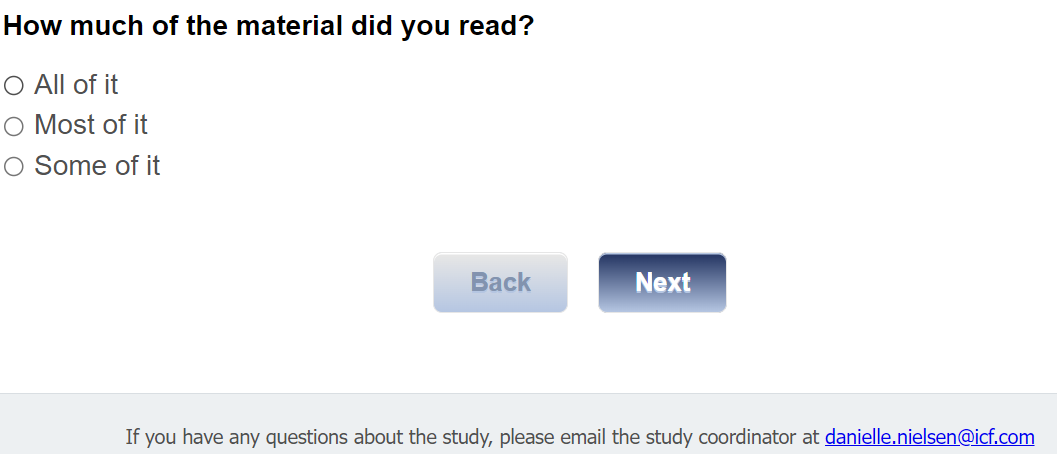 How much of the material did you read?
All of it
Most of it
Some of it
Back Next
If you have any questions about the study, please email the study coordinator at danielle.nielsen@icf.com